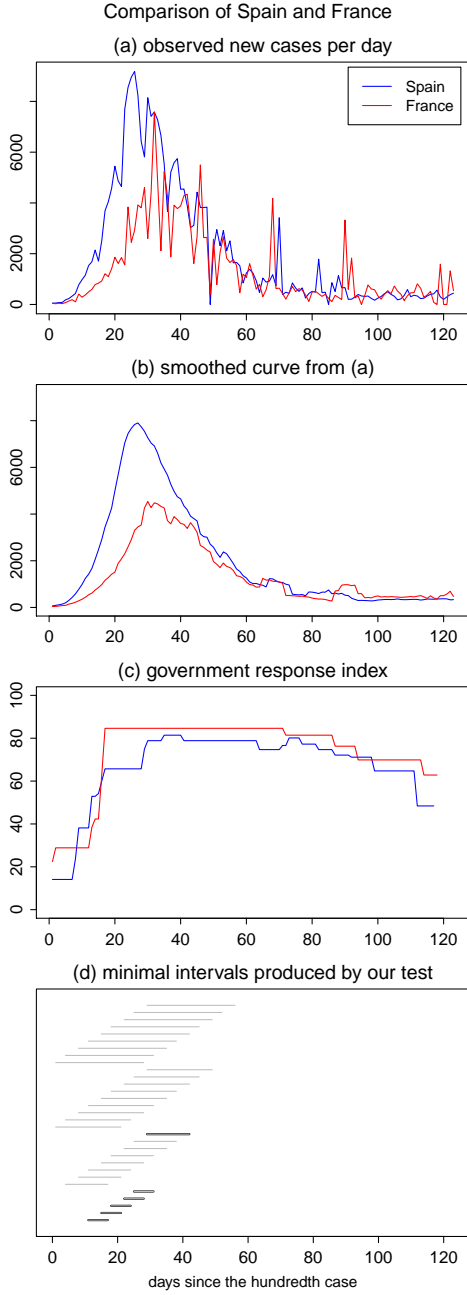 Comparison of Spain and France
(a) observed new cases per day
Spain
France
0
2000
6000
0 20 40 60 80 100 120
(b) smoothed curve from (a)
0
2000
6000
0 20 40 60 80 100 120
(c) government response index
0
20
40
60
80
100
0 20 40 60 80 100 120
(d) minimal intervals produced by our test
0 20 40 60 80 100 120
days since the hundredth case